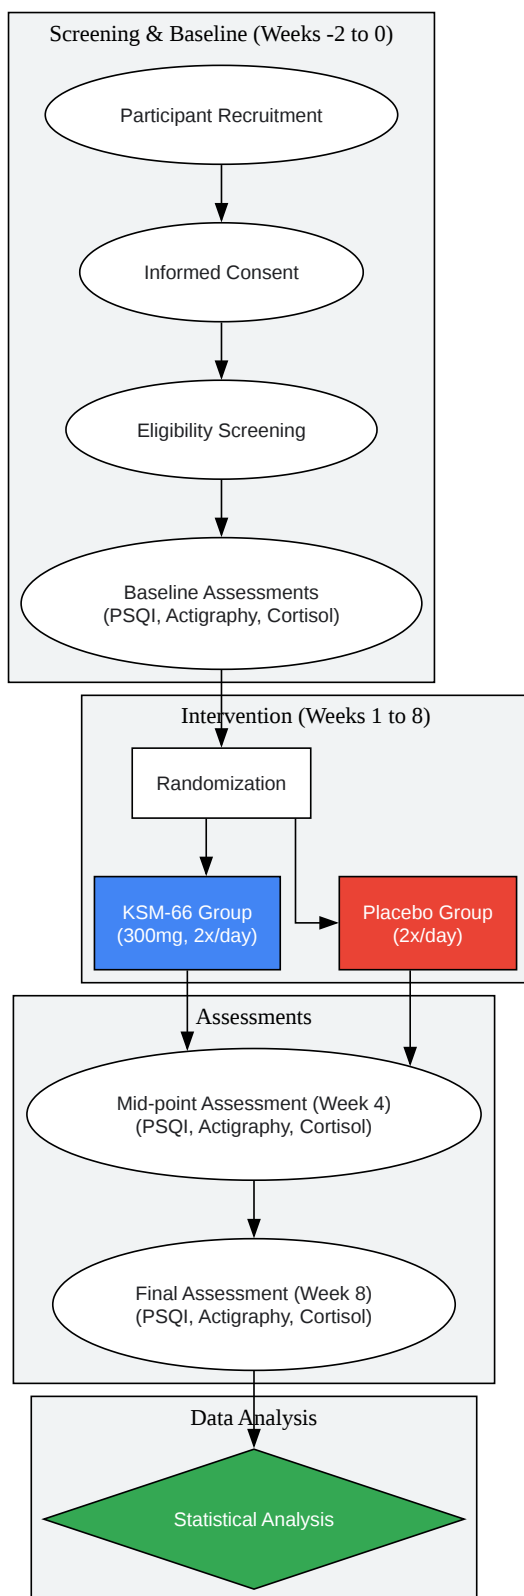 Screening & Baseline (Weeks -2 to 0)
Participant Recruitment
Informed Consent
Eligibility Screening
Baseline Assessments
(PSQI, Actigraphy, Cortisol)
Intervention (Weeks 1 to 8)
Randomization
KSM-66 Group
(300mg, 2x/day)
Placebo Group
(2x/day)
Assessments
Mid-point Assessment (Week 4)
(PSQI, Actigraphy, Cortisol)
Final Assessment (Week 8)
(PSQI, Actigraphy, Cortisol)
Data Analysis
Statistical Analysis